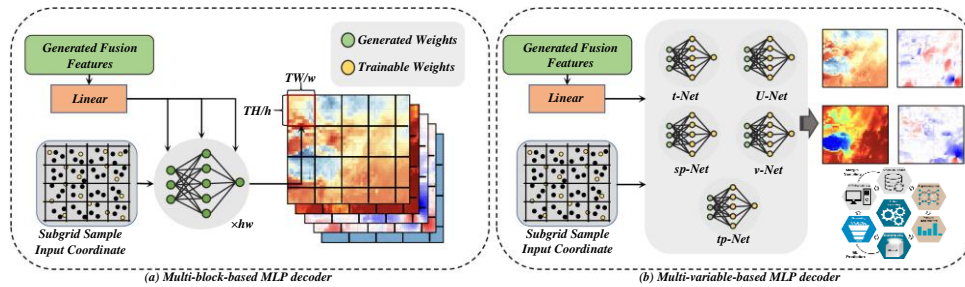 Generated Fusion
Features
Linear
Subgrid Sample
Input Coordinate
×hw
Generated Weights
Trainable Weights
TW/w
TH/h
(a) Multi-block-based MLP decoder
Generated Fusion
Features
Linear
Subgrid Sample
Input Coordinate
t-Net
U-Net
sp-Net
v-Net
tp-Net
(b) Multi-variable-based MLP decoder